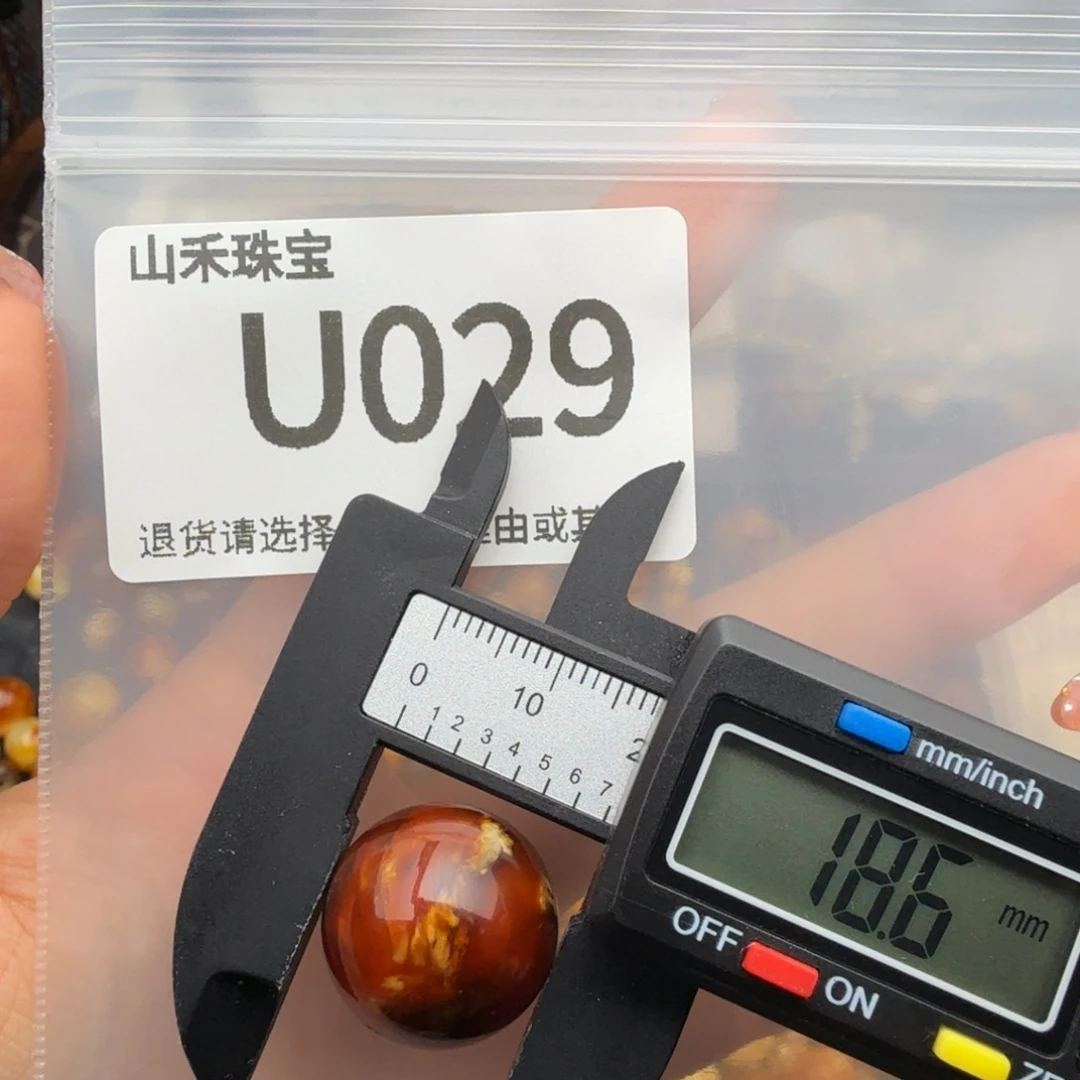 山禾珠宝
U029
退货请选择 由或其
0 10 2
1 2 3 4 5 6 7
mm/inch
18.6 mm
OFF ON